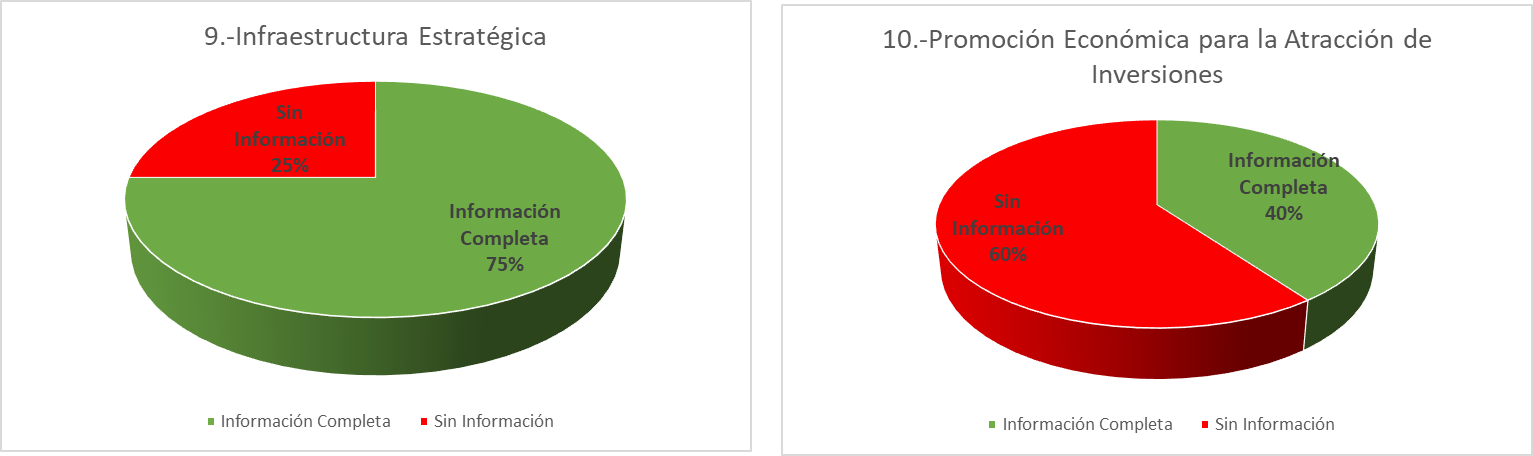 9.-Infraestructura Estratégica
Sin
Información
25%
Información
Completa
75%
Información Completa
Sin Información
10.-Promoción Económica para la Atracción de
Inversiones
Información
Completa
40%
Sin
Información
60%
Información Completa
Sin Información